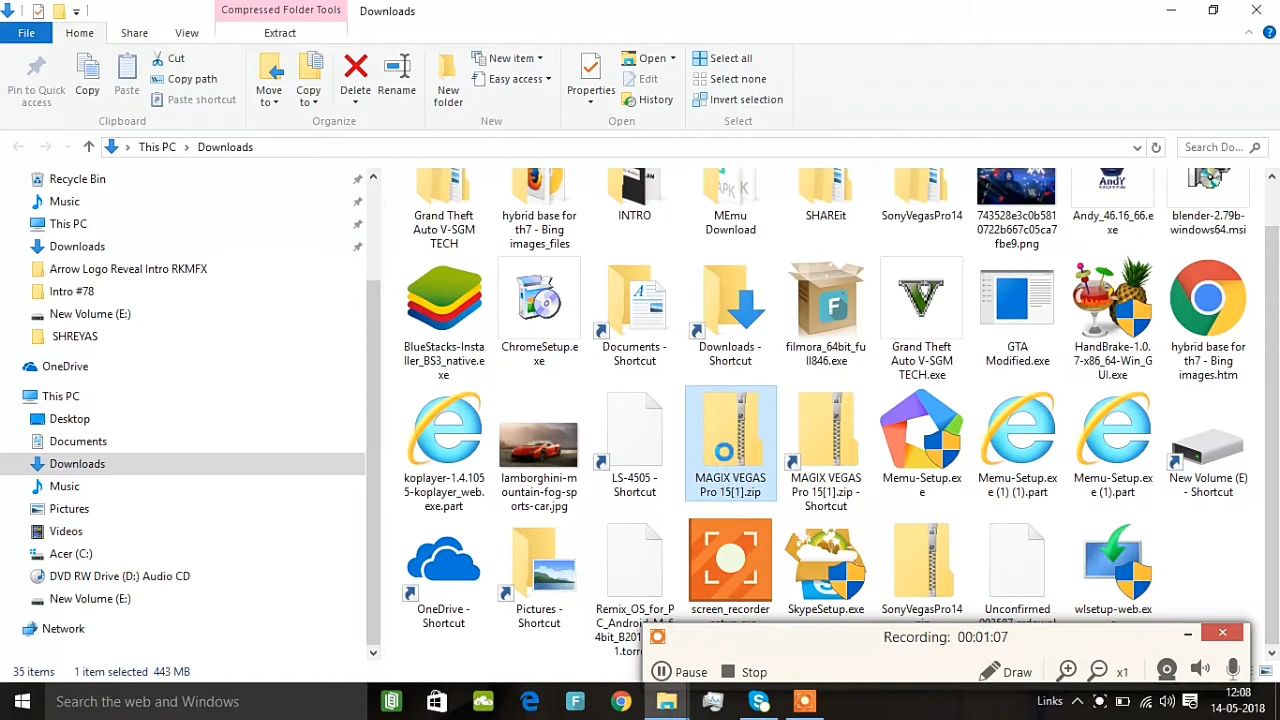 Compressed Folder Tools
Downloads
File
Home
Share
View
Extract
Pin to Quick
access
Copy
Paste
Cut
Copy path
Paste shortcut
Clipboard
Move
to
Copy
to
Delete
Rename
Organize
New
folder
New item
Easy access
New
Properties
Open
Edit
History
Open
Select all
Select none
Invert selection
Select
This PC
Downloads
Search Do...
Recycle Bin
Music
This PC
Downloads
Arrow Logo Reveal Intro RKMFX
Intro #78
New Volume (E:)
SHREYAS
OneDrive
This PC
Desktop
Documents
Downloads
Music
Pictures
Videos
Acer (C:)
DVD RW Drive (D:) Audio CD
New Volume (E:)
Network
Grand Theft
Auto V-SGM
TECH
hybrid base for
th7 - Bing
images_files
INTRO
MEmu
Download
SHAREit
SonyVegasPro14
743528e3c0b581
0722b667c05ca7
fbe9.png
Andy_46.16_66.e
xe
blender-2.79b-
windows64.msi
BlueStacks-Insta
ller_BS3_native.e
xe
ChromeSetup.e
xe
Documents -
Shortcut
Downloads -
Shortcut
filmora_64bit_fu
ll846.exe
Grand Theft
Auto V-SGM
TECH.exe
GTA
Modified.exe
HandBrake-1.0.
7-x86_64-Win_G
UI.exe
hybrid base for
th7 - Bing
images.htm
koplayer-1.4.105
5-koplayer_web.
exe.part
lamborghini-m
ountain-fog-sp
orts-car.jpg
LS-4505 -
Shortcut
MAGIX VEGAS
Pro 15[1].zip
MAGIX VEGAS
Pro 15[1].zip -
Shortcut
Memu-Setup.ex
e
Memu-Setup.ex
e (1) (1).part
Memu-Setup.ex
e (1).part
New Volume (E)
- Shortcut
OneDrive -
Shortcut
Pictures -
Shortcut
Remix_OS_for_P
C_Android_M_6
4bit_B201
1.torre
screen_recorder
SkypeSetup.exe
SonyVegasPro14
Unconfirmed
wlsetup-web.ex
Recording: 00:01:07
Pause
Stop
Draw
x1
35 items
1 item selected 443 MB
Search the web and Windows
Links
12:08
14-05-2018